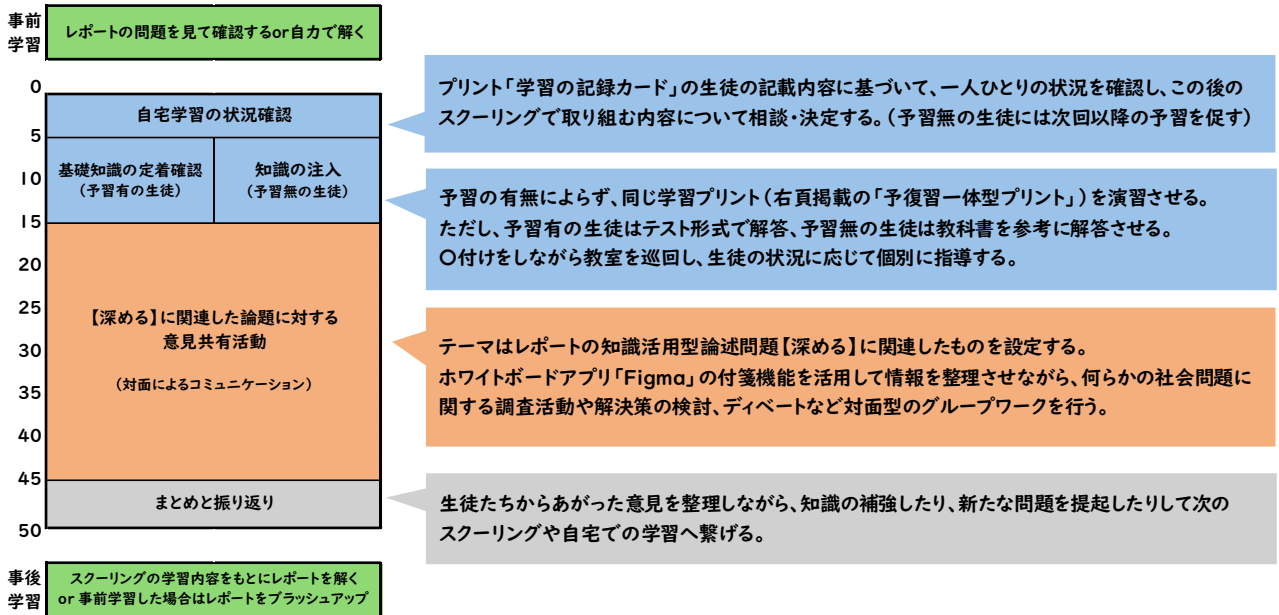 事前
学習
レポートの問題を見て確認するor自力で解く
0
5
10
15
20
25
30
35
40
45
50
自宅学習の状況確認
プリント「学習の記録カード」の生徒の記載内容に基づいて、一人ひとりの状況を確認し、この後の
スクーリングで取り組む内容について相談・決定する。(予習無の生徒には次回以降の予習を促す)
基礎知識の定着確認
(予習有の生徒)
知識の注入
(予習無の生徒)
予習の有無によらず、同じ学習プリント(右頁掲載の「予復習一体型プリント」)を演習させる。
ただし、予習有の生徒はテスト形式で解答、予習無の生徒は教科書を参考に解答させる。
〇付けをしながら教室を巡回し、生徒の状況に応じて個別に指導する。
【深める】に関連した論題に対する
意見共有活動
(対面によるコミュニケーション)
テーマはレポートの知識活用型論述問題【深める】に関連したものを設定する。
ホワイトボードアプリ「Figma」の付箋機能を活用して情報を整理させながら、何らかの社会問題に
関する調査活動や解決策の検討、ディベートなど対面型のグループワークを行う。
まとめと振り返り
生徒たちからあがった意見を整理しながら、知識の補強したり、新たな問題を提起したりして次の
スクーリングや自宅での学習へ繋げる。
事後
学習
スクーリングの学習内容をもとにレポートを解く
or 事前学習した場合はレポートをブラッシュアップ